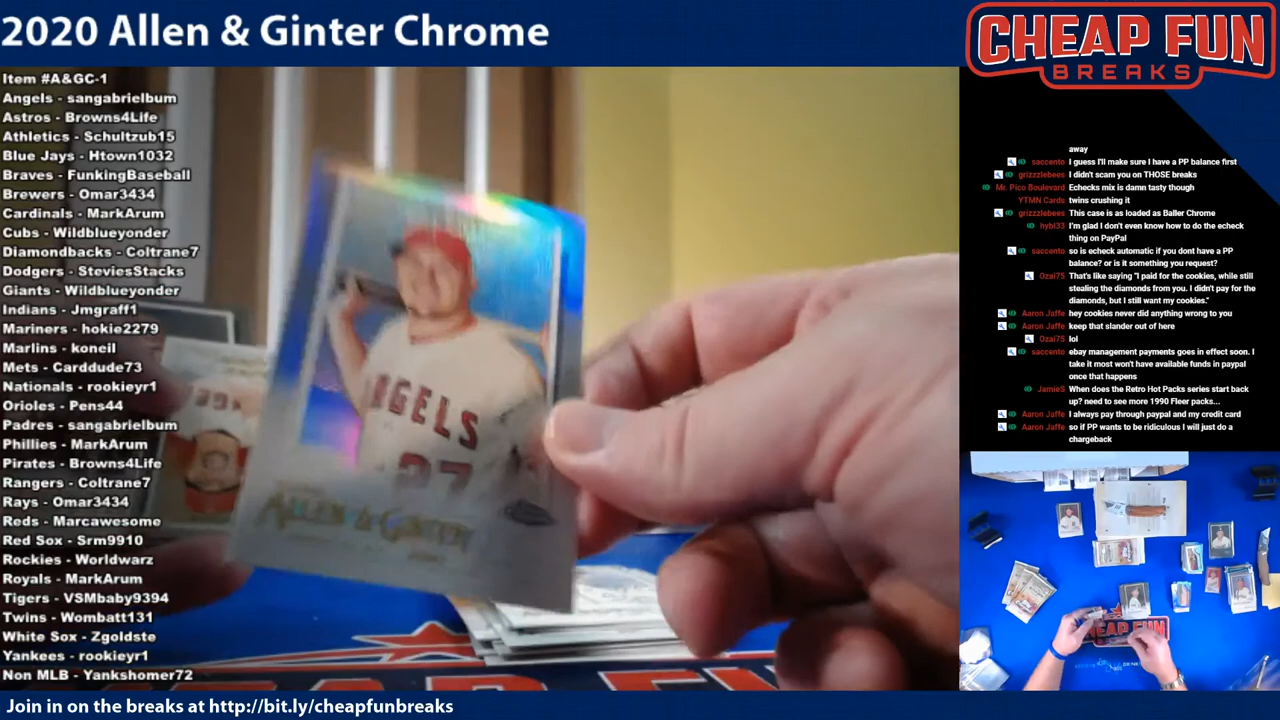 2020 Allen & Ginter Chrome
CHEAP FUN
BREAKS
Item #A&GC-1
Angels - sangabrielbum
Astros - Browns4Life
Athletics - Schultzub15
Blue Jays - Htown1032
Braves - FunkingBaseball
Brewers - Omar3434
Cardinals - MarkArum
Cubs - Wildblueyonder
Diamondbacks - Coltrane7
Dodgers - SteviesStacks
Giants - Wildblueyonder
Indians - Jmgraff1
Mariners - hokie2279
Marlins - koneil
Mets - Carddude73
Nationals - rookieyr1
Orioles - Pens44
Padres - sangabrielbum
Phillies - MarkArum
Pirates - Browns4Life
Rangers - Coltrane7
Rays - Omar3434
Reds - Marcawesome
Red Sox - Srm9910
Rockies - Worldwarz
Royals - MarkArum
Tigers - VSMbaby9394
Twins - Wombatt131
White Sox - Zgoldste
Yankees - rookieyr1
Non MLB - Yankshomer72
ANGELS
27
Allen & Ginter
away
saccento I guess I'll make sure I have a PP balance first
grizzzlebees I didn't scam you on THOSE breaks
Mr. Pico Boulevard Echecks mix is damn tasty though
YTMN Cards twins crushing it
grizzzlebees This case is as loaded as Baller Chrome
hybl33 I'm glad I don't even know how to do the echeck
thing on PayPal
saccento so is echeck automatic if you dont have a PP
balance? or is it something you request?
Ozai75 That's like saying "I paid for the cookies, while still
stealing the diamonds from you. I didn't pay for the
diamonds, but I still want my cookies."
Aaron Jaffe hey cookies never did anything wrong to you
Aaron Jaffe keep that slander out of here
Ozai75 lol
saccento ebay management payments goes in effect soon. I
take it most won't have available funds in paypal
once that happens
JamieS When does the Retro Hot Packs series start back
up? need to see more 1990 Fleer packs...
Aaron Jaffe I always pay through paypal and my credit card
Aaron Jaffe so if PP wants to be ridiculous I will just do a
chargeback
CHEAP FUN
Join in on the breaks at http://bit.ly/cheapfunbreaks